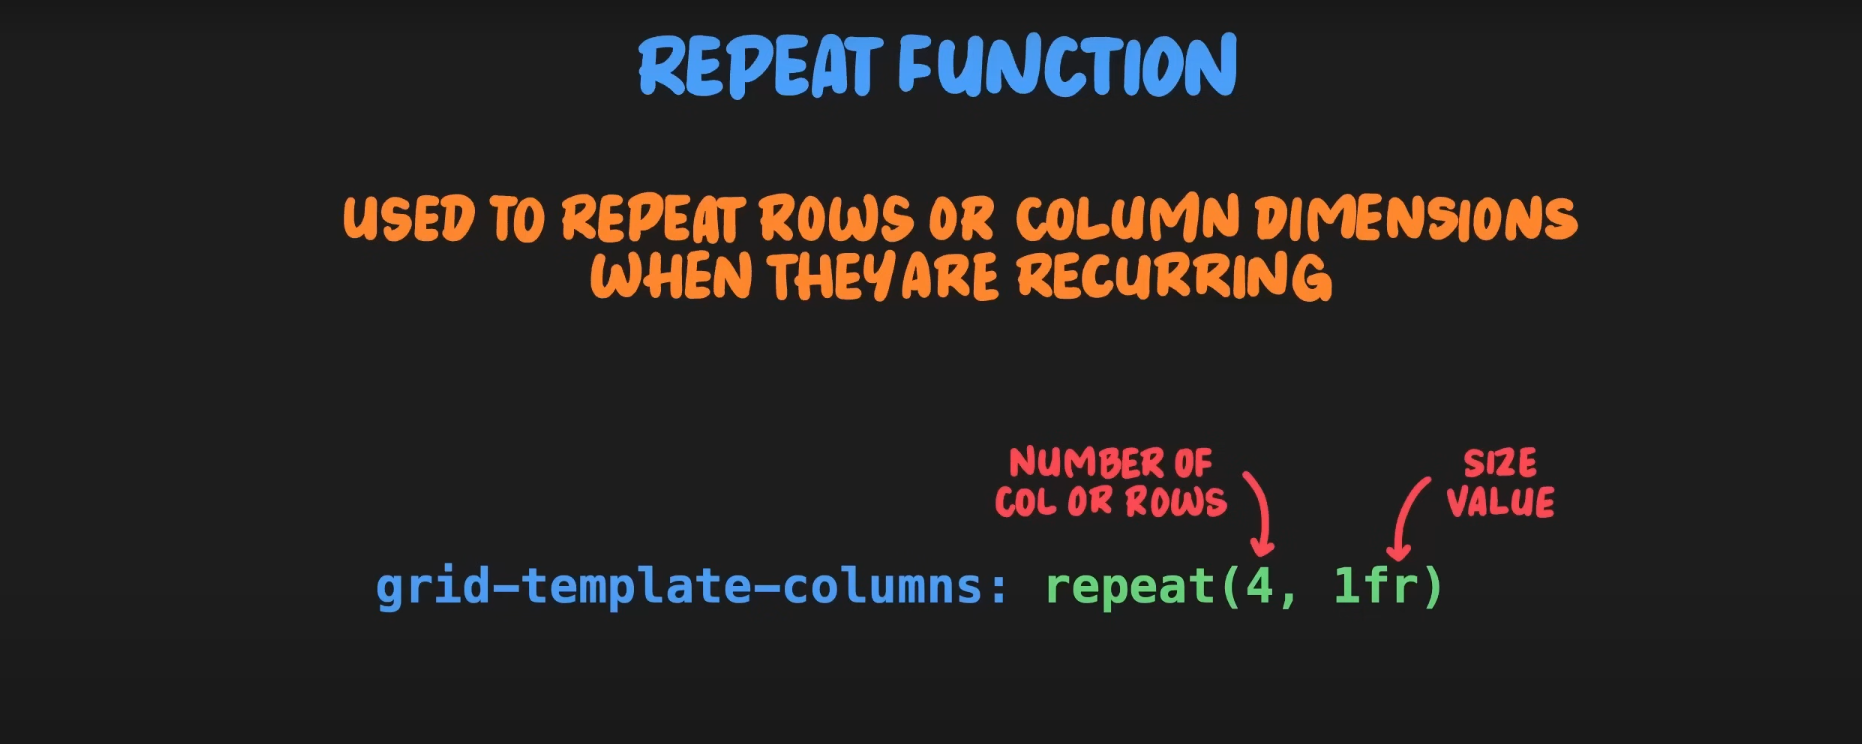 REPEAT FUNCTION
USED TO REPEAT ROWS OR COLUMN DIMENSIONS
WHEN THEY ARE RECURRING
NUMBER OF
COL OR ROWS
SIZE
VALUE
grid-template-columns: repeat(4, 1fr)